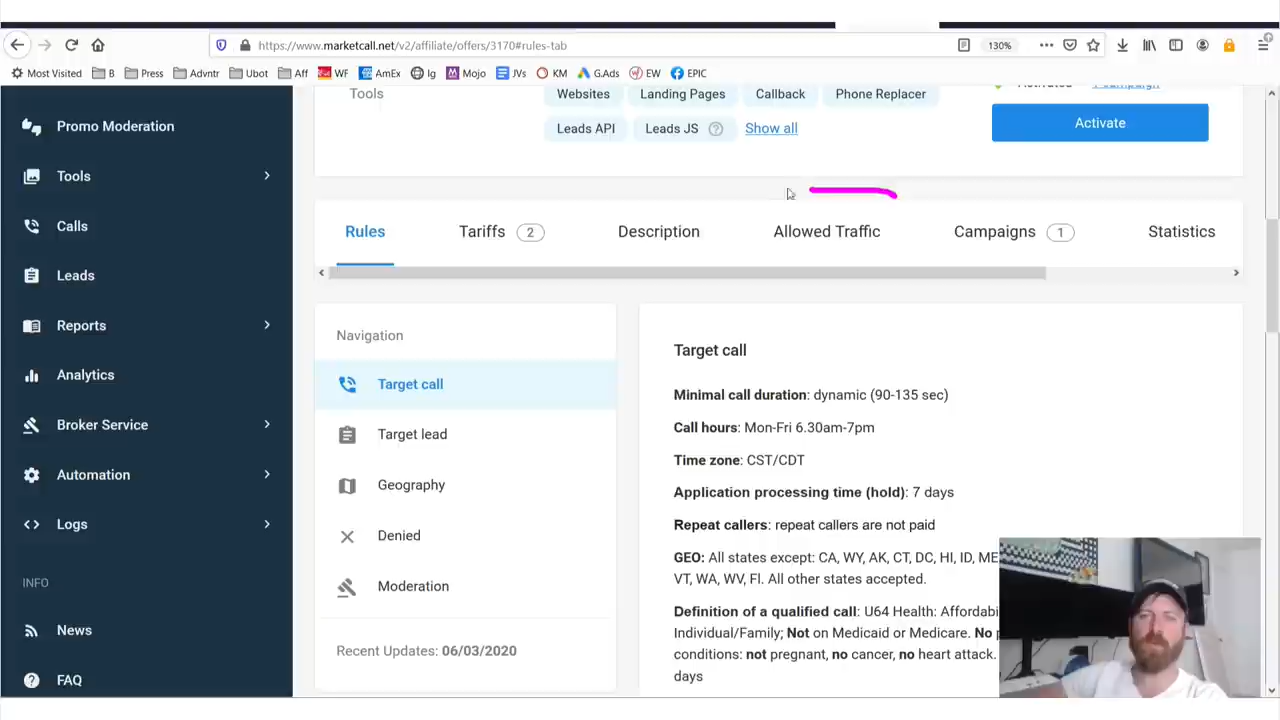 https://www.marketcall.net/v2/affiliate/offers/3170#rules-tab
130%
Most Visited
B
Press
Advntr
Ubot
Aff
WF
AmEx
Ig
Mojo
JVs
KM
G.Ads
EW
EPIC
Promo Moderation
Tools
Calls
Leads
Reports
Analytics
Broker Service
Automation
Logs
INFO
News
FAQ
Tools
Websites
Landing Pages
Callback
Phone Replacer
Leads API
Leads JS
Show all
Activated
1 campaign
Activate
Rules
Tariffs 2
Description
Allowed Traffic
Campaigns 1
Statistics
Navigation
Target call
Target lead
Geography
Denied
Moderation
Recent Updates: 06/03/2020
Target call
Minimal call duration: dynamic (90-135 sec)
Call hours: Mon-Fri 6.30am-7pm
Time zone: CST/CDT
Application processing time (hold): 7 days
Repeat callers: repeat callers are not paid
GEO: All states except: CA, WY, AK, CT, DC, HI, ID, ME
VT, WA, WV, Fl. All other states accepted.
Definition of a qualified call: U64 Health: Affordabi
Individual/Family; Not on Medicaid or Medicare. No p
conditions: not pregnant, no cancer, no heart attack.
days